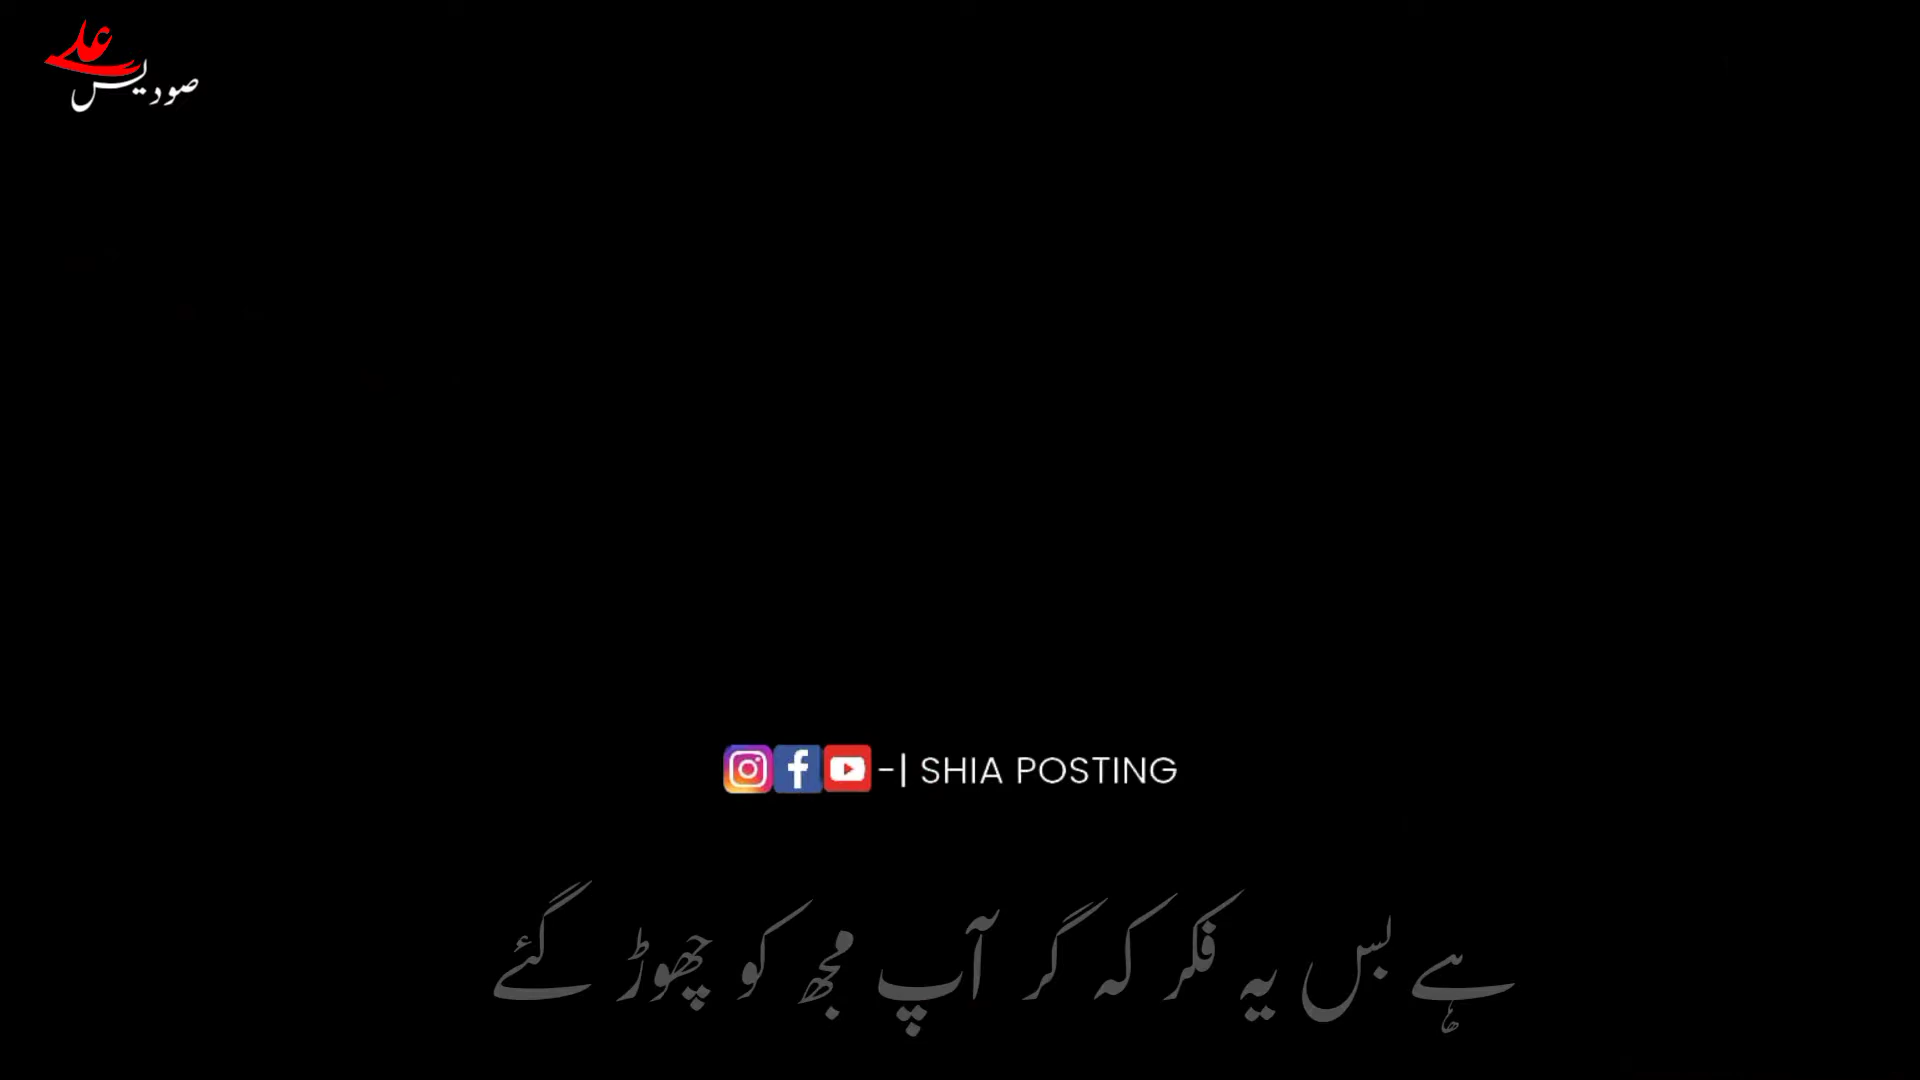 علی
صودیس
-| SHIA POSTING
ہے بس یہ فکر کہ گر آپ مجھ کو چھوڑ گئے